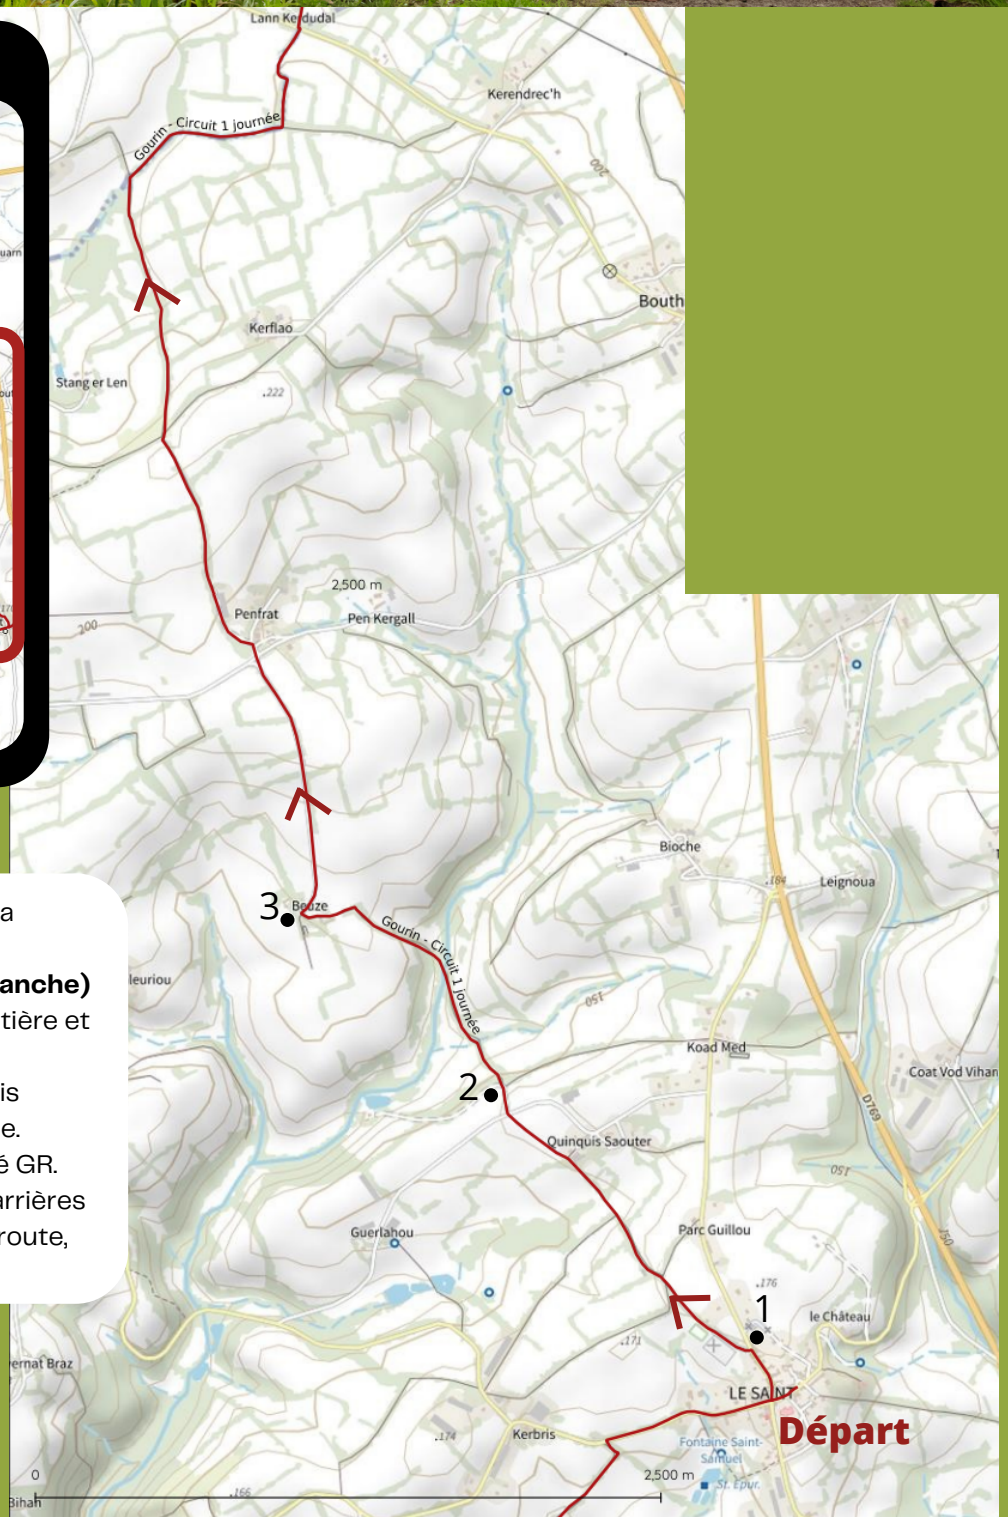 Lann Kerdudal
Kerendrec'h
Gourin - Circuit 1 journée
200
Bouth
Kerflao
Stang er Len
.222
2,500 m
Penfrat
Pen Kergall
200
Bioche
.184
Leignoua
3
Beuze
Gourin - Circuit 1 journée
leuriou
150
Koad Med
Coat Vod Vihan
2
D769
Quinquis Saouter
150
Parc Guillou
Guerlahou
150
.176
1
le Château
.171
ernat Braz
LE SAINT
Départ
.174
Kerbris
Fontaine Saint-
Samuel
St. Epur.
0
2,500 m
.166
Bihan
a
anche)
tière et
is
e.
é GR.
arrières
route,